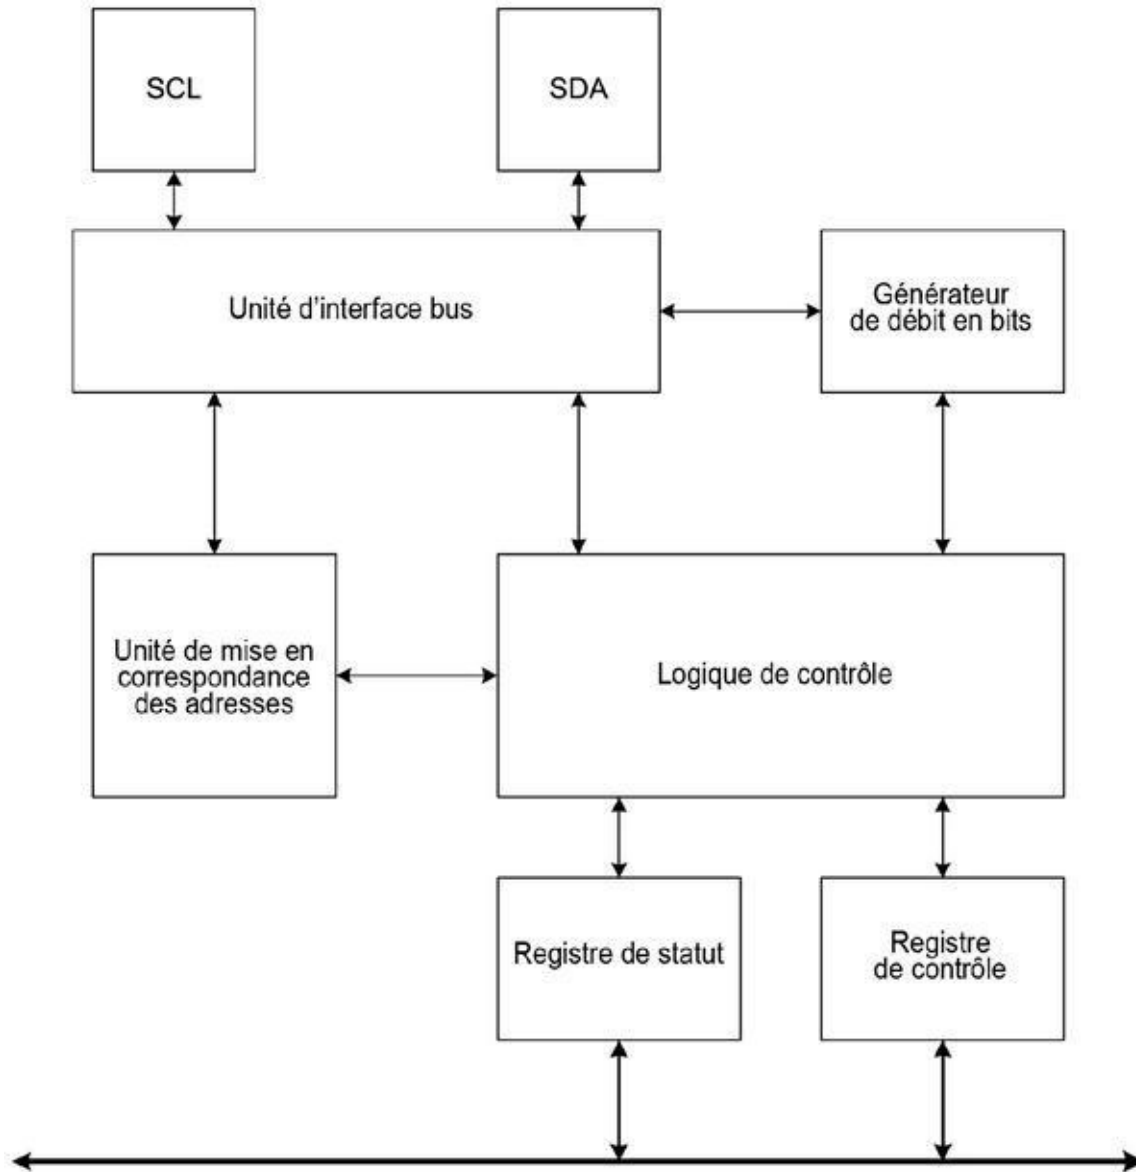 SCL
SDA
Unité d'interface bus
Générateur
de débit en bits
Unité de mise en
correspondance
des adresses
Logique de contrôle
Registre de statut
Registre
de contrôle